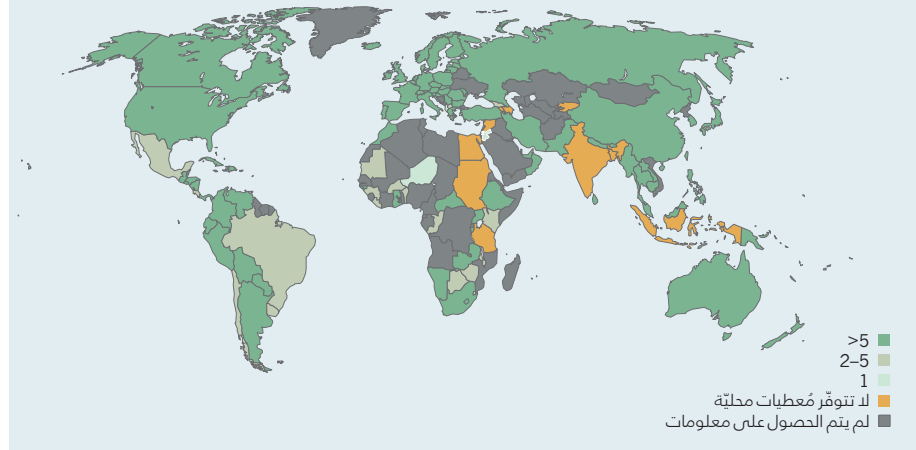 >5
2–5
1
لا تتوفّر مُعطيات محليّة
لم يتم الحصول على معلومات